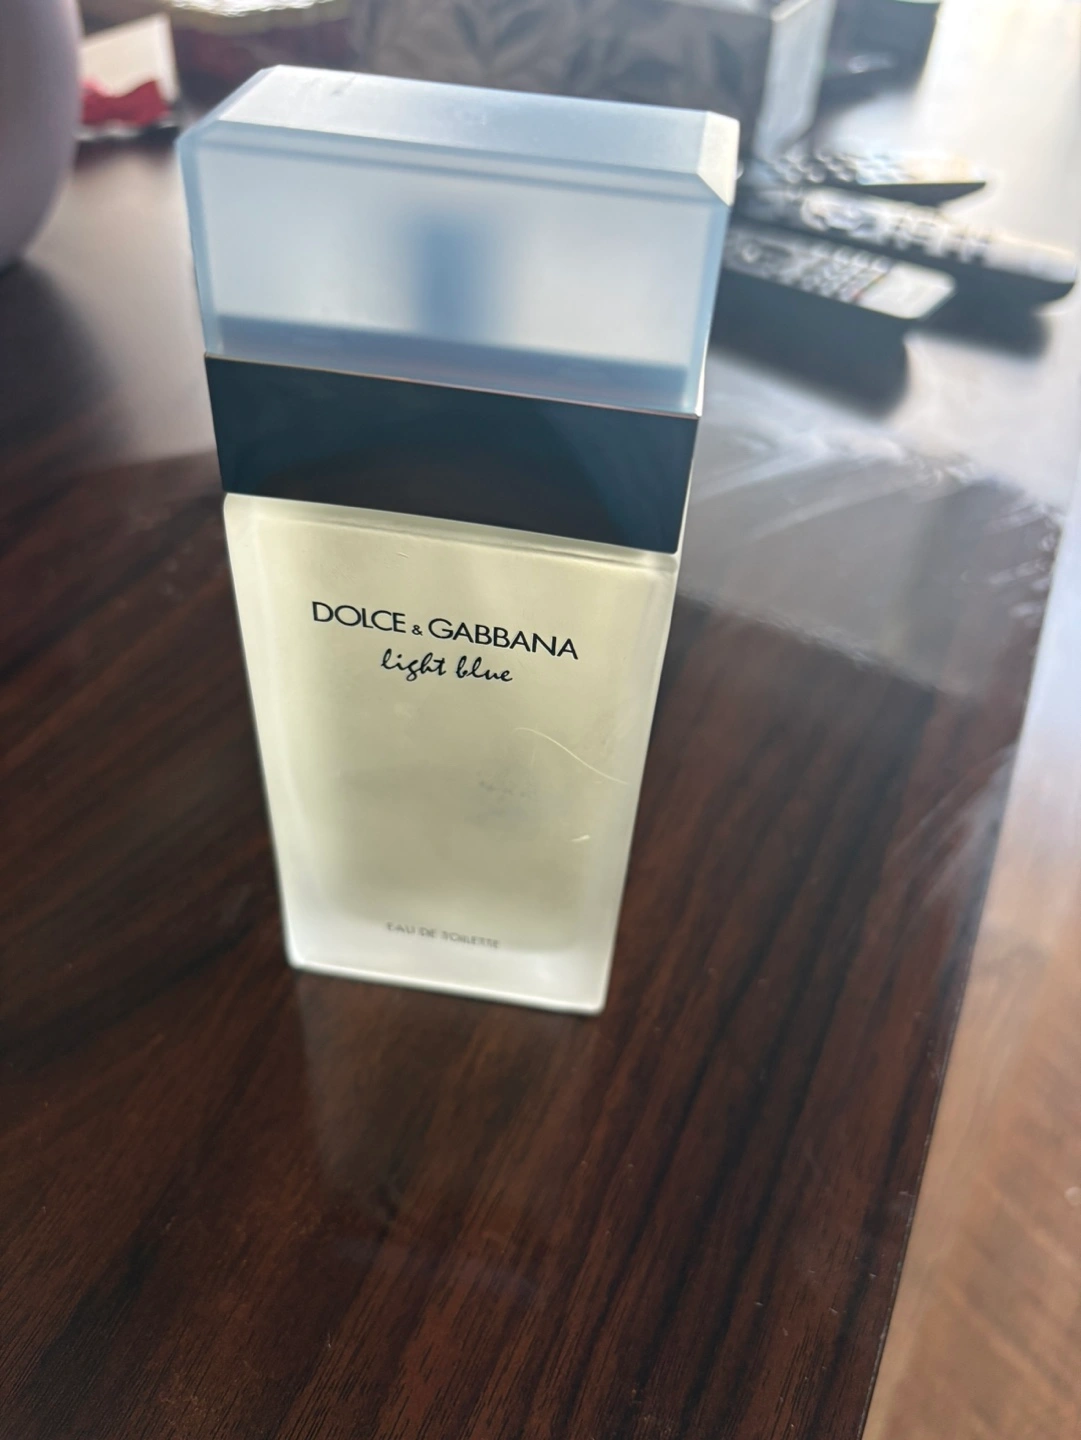 DOLCE & GABBANA
light blue
EAU DE TOILETTE